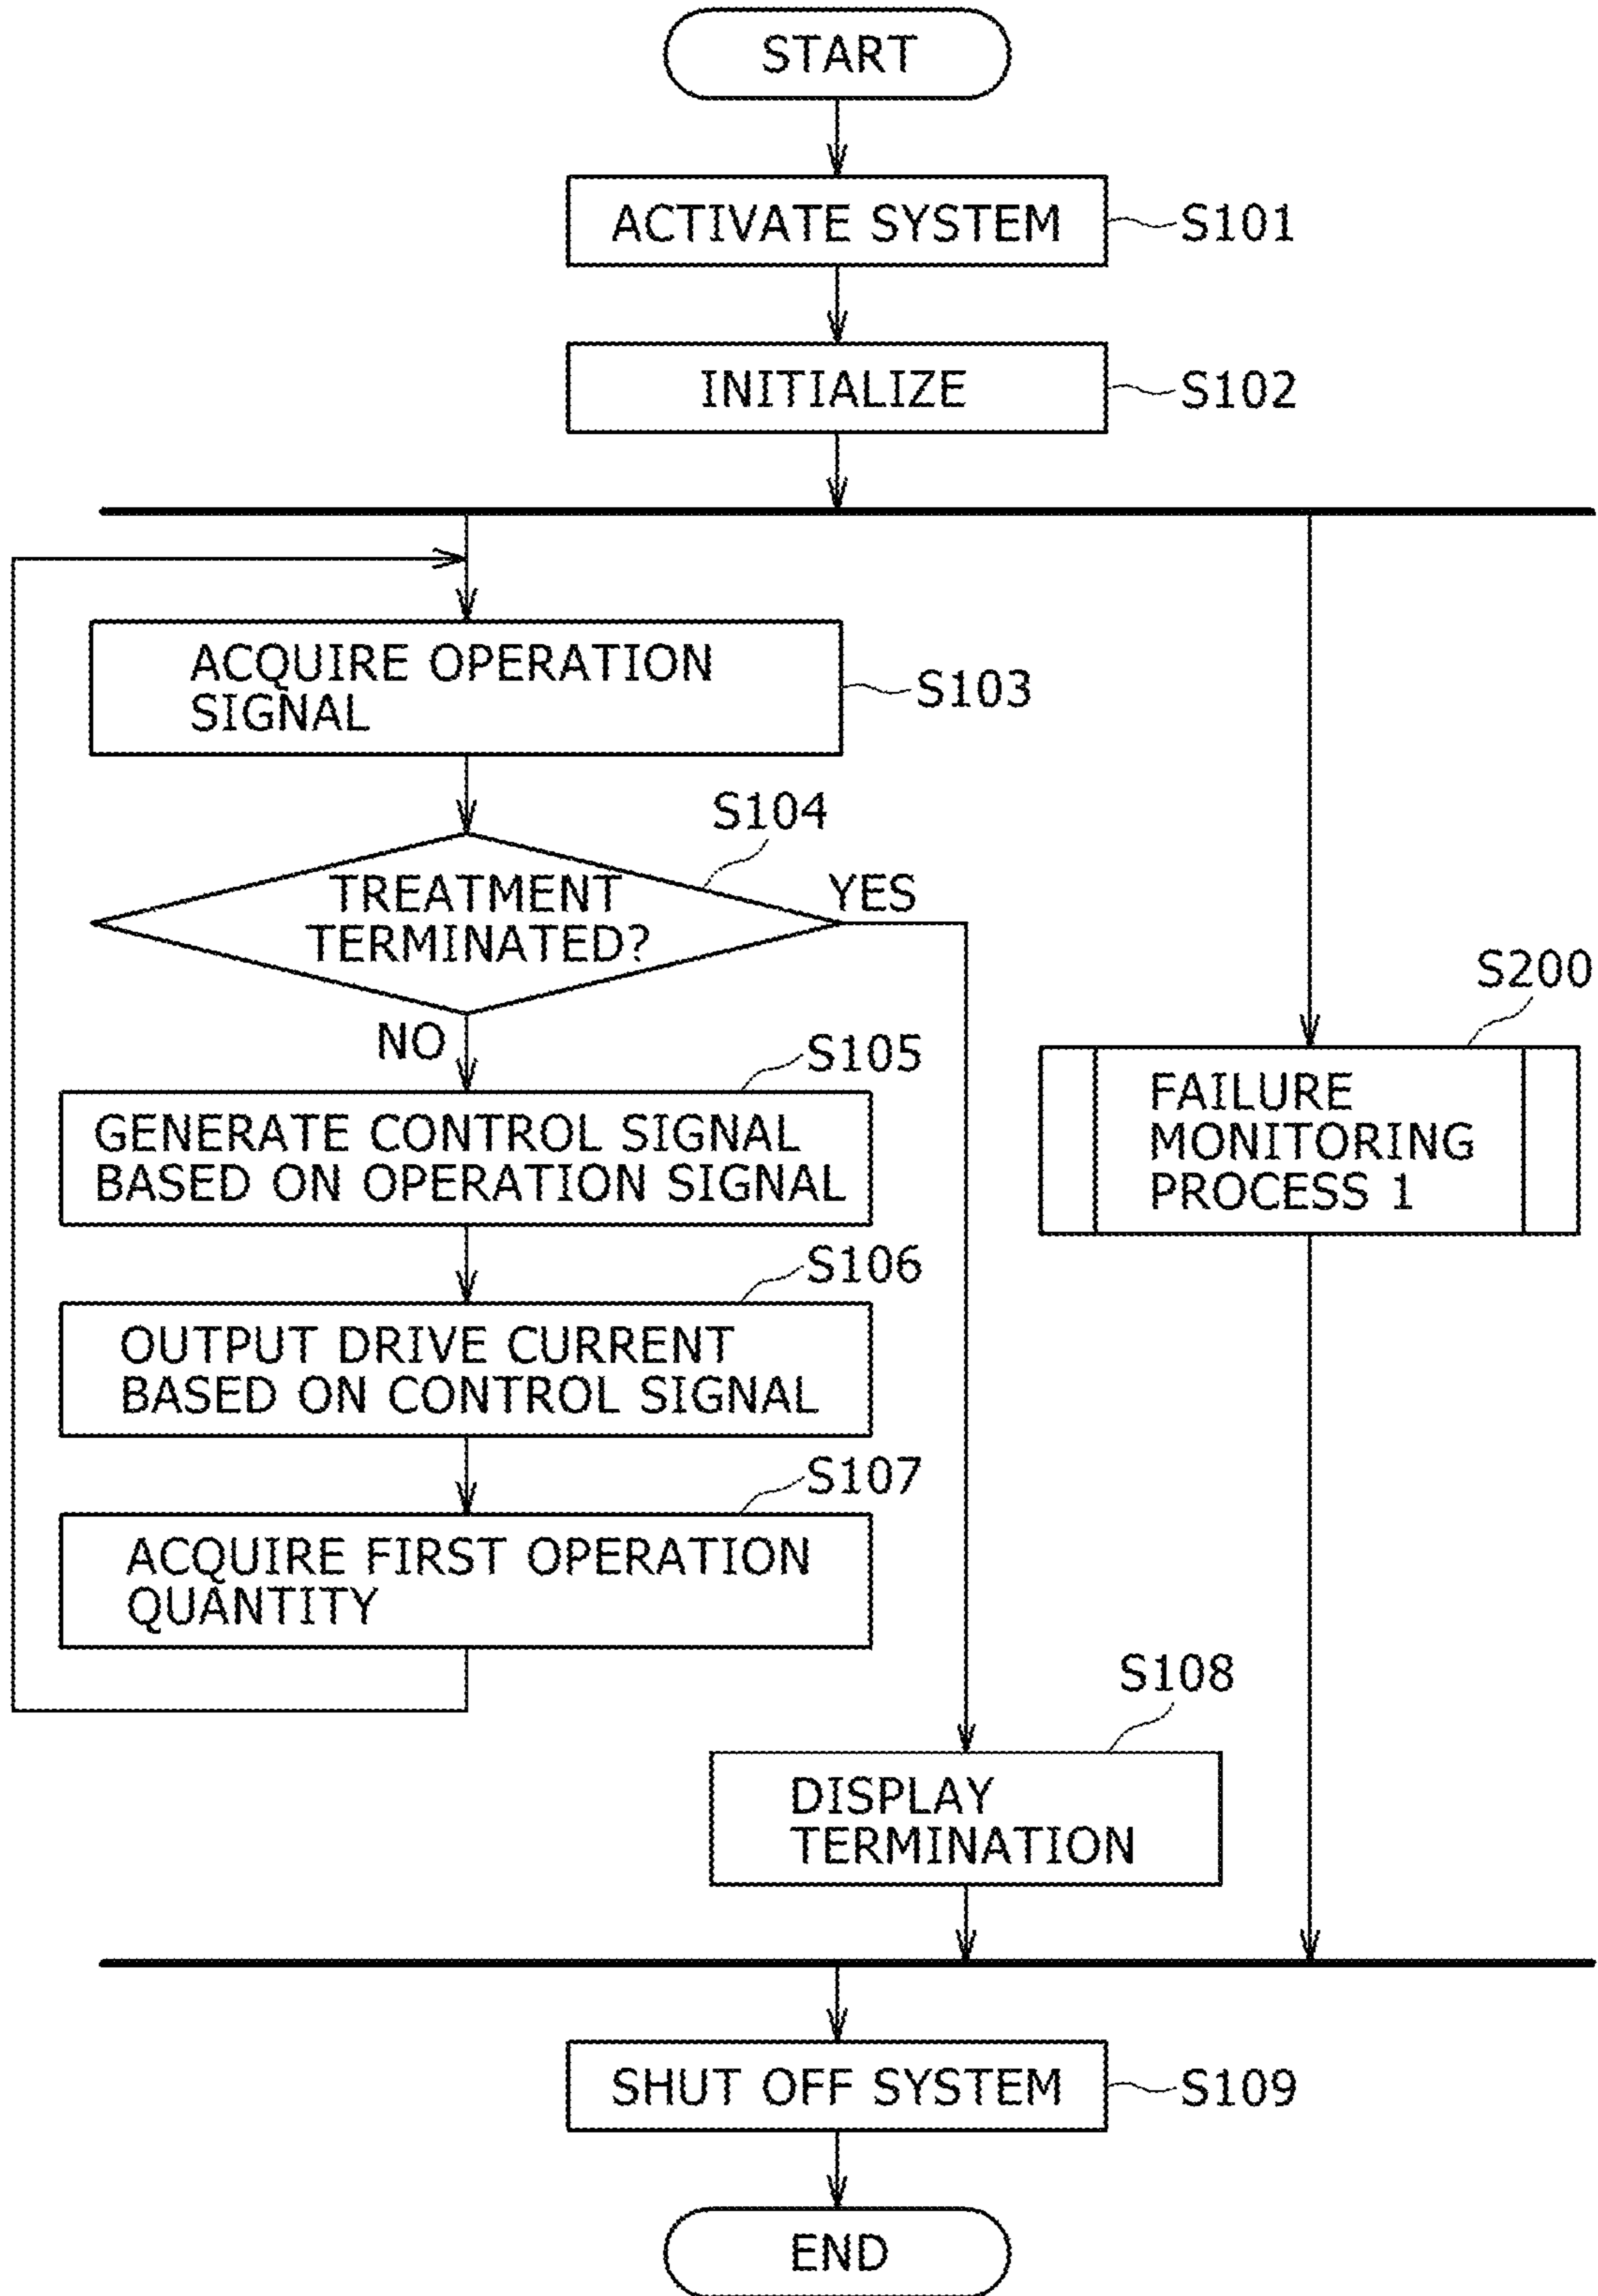 START
ACTIVATE SYSTEM
S101
INITIALIZE
S102
ACQUIRE OPERATION
SIGNAL
S103
S104
TREATMENT
TERMINATED?
YES
NO
S200
FAILURE
MONITORING
PROCESS 1
S105
GENERATE CONTROL SIGNAL
BASED ON OPERATION SIGNAL
S106
OUTPUT DRIVE CURRENT
BASED ON CONTROL SIGNAL
S107
ACQUIRE FIRST OPERATION
QUANTITY
S108
DISPLAY
TERMINATION
SHUT OFF SYSTEM
S109
END